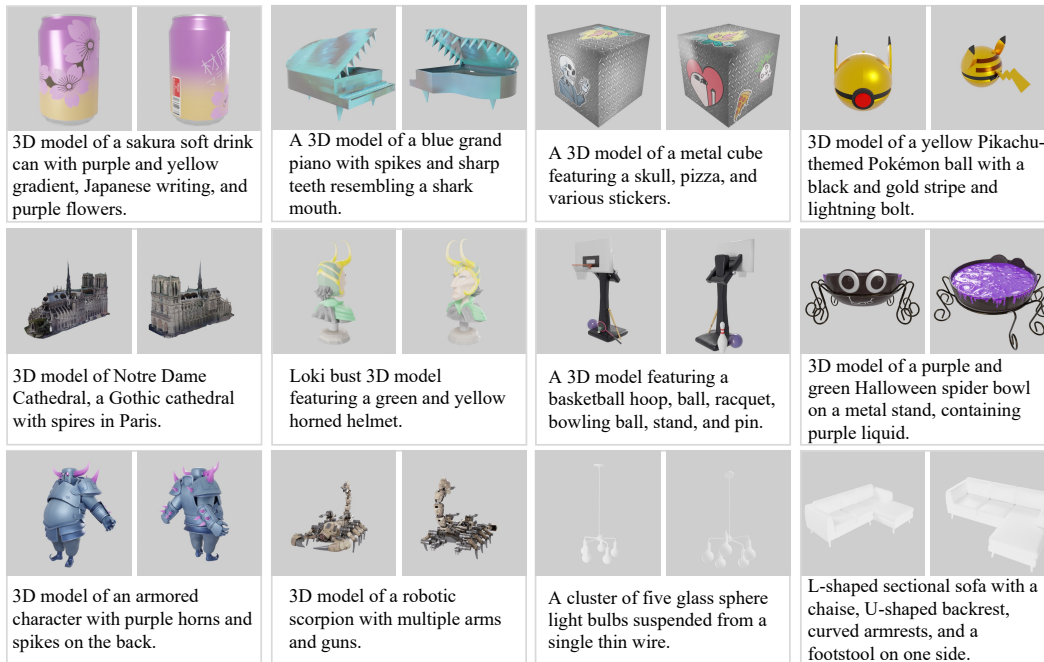 3D model of a sakura soft drink
can with purple and yellow
gradient, Japanese writing, and
purple flowers.
A 3D model of a blue grand
piano with spikes and sharp
teeth resembling a shark
mouth.
A 3D model of a metal cube
featuring a skull, pizza, and
various stickers.
3D model of a yellow Pikachu-
themed Pokémon ball with a
black and gold stripe and
lightning bolt.
3D model of Notre Dame
Cathedral, a Gothic cathedral
with spires in Paris.
Loki bust 3D model
featuring a green and yellow
horned helmet.
A 3D model featuring a
basketball hoop, ball, racquet,
bowling ball, stand, and pin.
3D model of a purple and
green Halloween spider bowl
on a metal stand, containing
purple liquid.
3D model of an armored
character with purple horns and
spikes on the back.
3D model of a robotic
scorpion with multiple arms
and guns.
A cluster of five glass sphere
light bulbs suspended from a
single thin wire.
L-shaped sectional sofa with a
chaise, U-shaped backrest,
curved armrests, and a
footstool on one side.